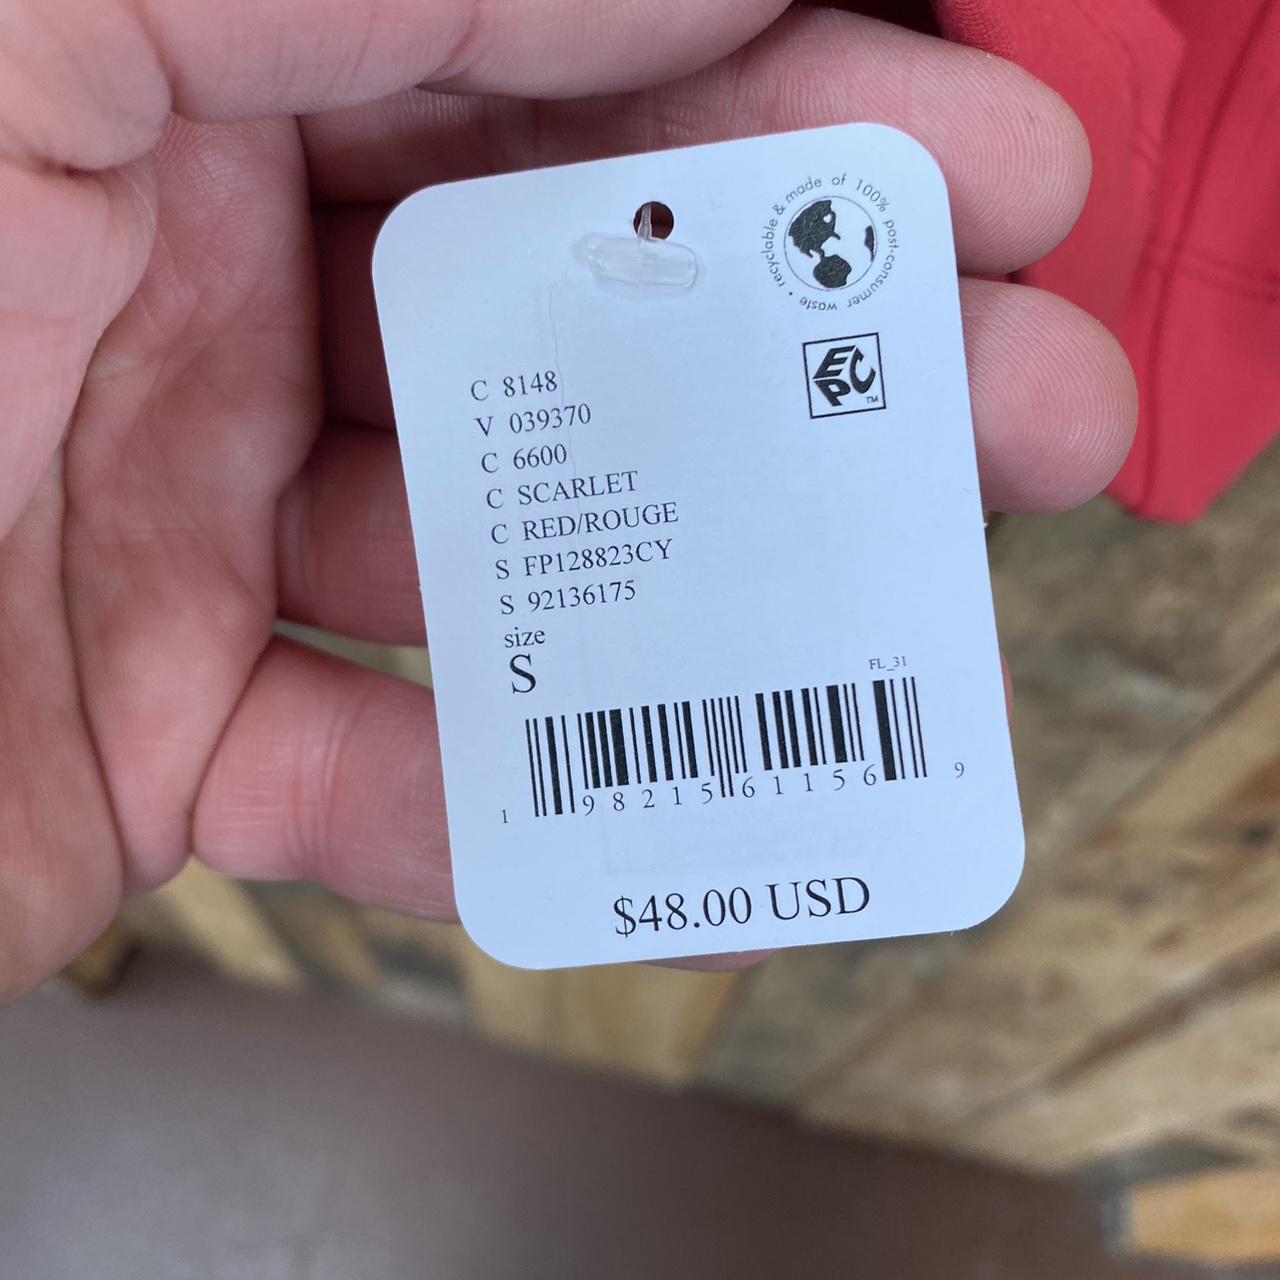 recyclable & made of 100% post-consumer waste •
EPC TM
C 8148
V 039370
C 6600
C SCARLET
C RED/ROUGE
S FP128823CY
S 92136175
size
S
FL_31
1 98215 61156 9
$48.00 USD